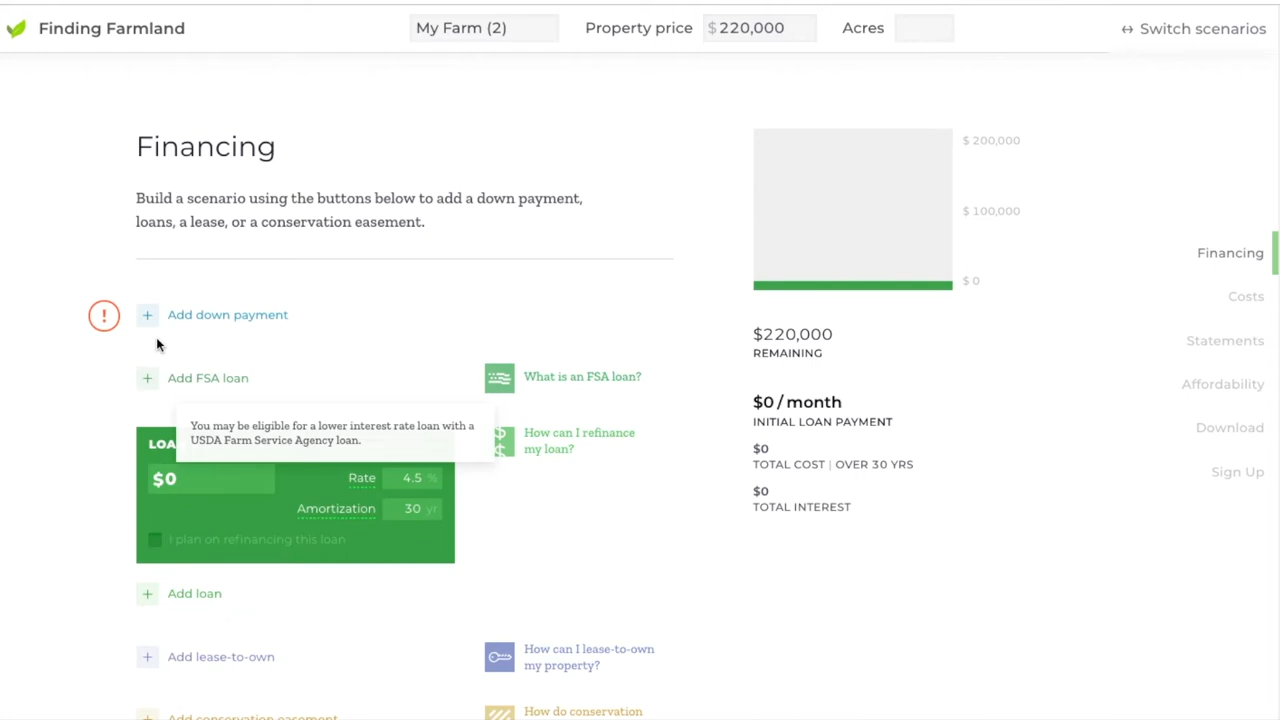 Finding Farmland
My Farm (2)
Property price
$ 220,000
Acres
↔ Switch scenarios
Financing
Build a scenario using the buttons below to add a down payment,
loans, a lease, or a conservation easement.
$ 200,000
$ 100,000
$ 0
Financing
Costs
Statements
Affordability
Download
Sign Up
!
+ Add down payment
+ Add FSA loan
What is an FSA loan?
You may be eligible for a lower interest rate loan with a
USDA Farm Service Agency loan.
How can I refinance
my loan?
$0
Rate
4.5 %
Amortization
30 yr
I plan on refinancing this loan
+ Add loan
+ Add lease-to-own
How can I lease-to-own
my property?
+ Add conservation easement
How do conservation
$220,000
REMAINING
$0 / month
INITIAL LOAN PAYMENT
$0
TOTAL COST | OVER 30 YRS
$0
TOTAL INTEREST